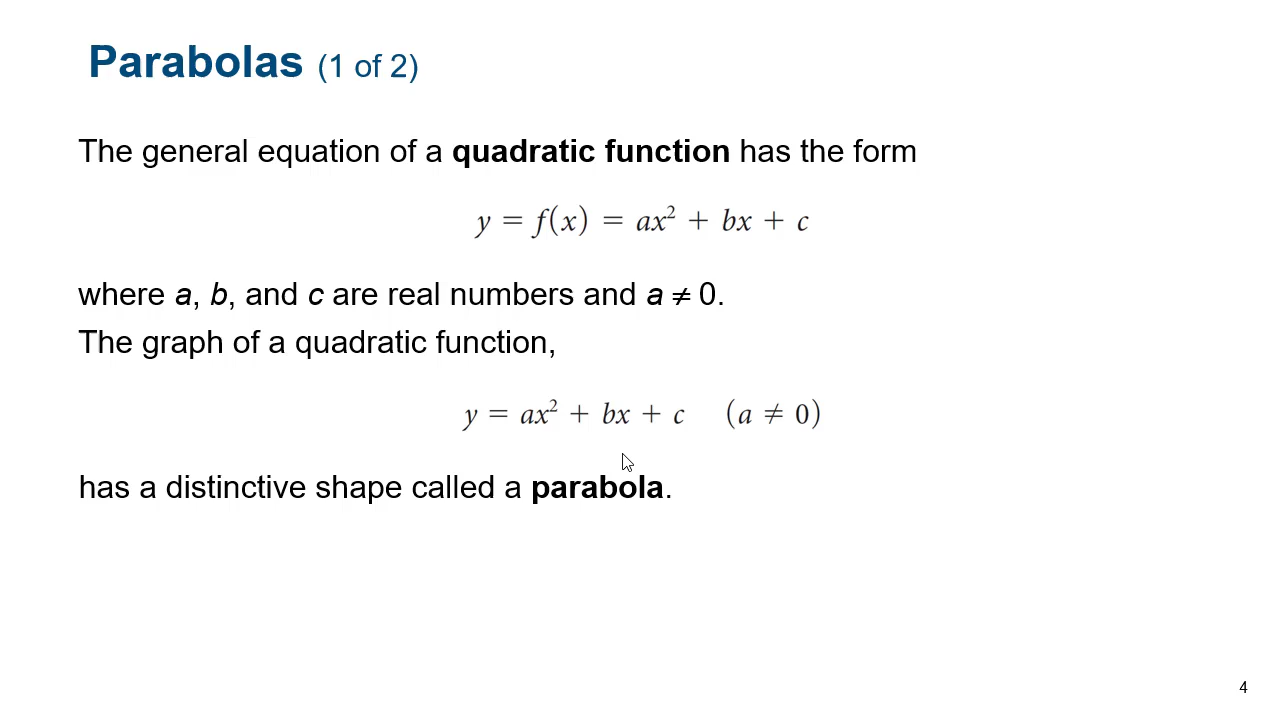 Parabolas (1 of 2)
The general equation of a quadratic function has the form
y = f(x) = ax² + bx + c
where a, b, and c are real numbers and a ≠ 0.
The graph of a quadratic function,
y = ax² + bx + c (a ≠ 0)
has a distinctive shape called a parabola.
4